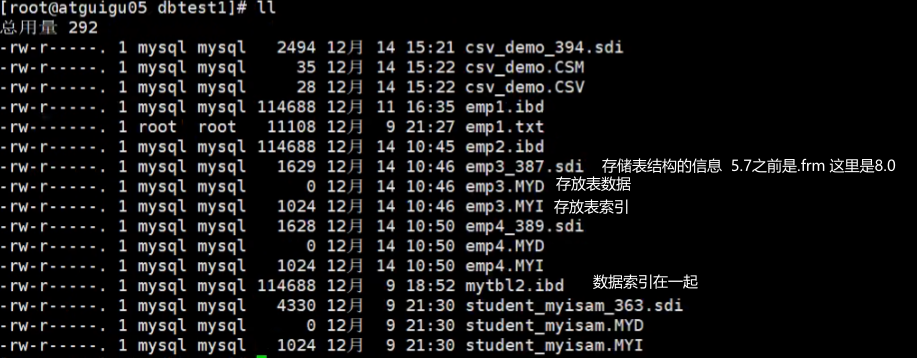 [root@atguigu05 dbtest1]# ll
总用量 292
-rw-r-----. 1 mysql mysql 2494 12月 14 15:21 csv_demo_394.sdi
-rw-r-----. 1 mysql mysql 35 12月 14 15:22 csv_demo.CSM
-rw-r-----. 1 mysql mysql 28 12月 14 15:22 csv_demo.CSV
-rw-r-----. 1 mysql mysql 114688 12月 11 16:35 emp1.ibd
-rw-------. 1 root root 11108 12月 9 21:27 emp1.txt
-rw-r-----. 1 mysql mysql 114688 12月 14 10:45 emp2.ibd
-rw-r-----. 1 mysql mysql 1629 12月 14 10:46 emp3_387.sdi 存储表结构的信息 5.7之前是.frm 这里是8.0
-rw-r-----. 1 mysql mysql 0 12月 14 10:46 emp3.MYD 存放表数据
-rw-r-----. 1 mysql mysql 1024 12月 14 10:46 emp3.MYI 存放表索引
-rw-r-----. 1 mysql mysql 1628 12月 14 10:50 emp4_389.sdi
-rw-r-----. 1 mysql mysql 0 12月 14 10:50 emp4.MYD
-rw-r-----. 1 mysql mysql 1024 12月 14 10:50 emp4.MYI
-rw-r-----. 1 mysql mysql 114688 12月 9 18:52 mytbl2.ibd 数据索引在一起
-rw-r-----. 1 mysql mysql 4330 12月 9 21:30 student_myisam_363.sdi
-rw-r-----. 1 mysql mysql 0 12月 9 21:30 student_myisam.MYD
-rw-r-----. 1 mysql mysql 1024 12月 9 21:30 student_myisam.MYI